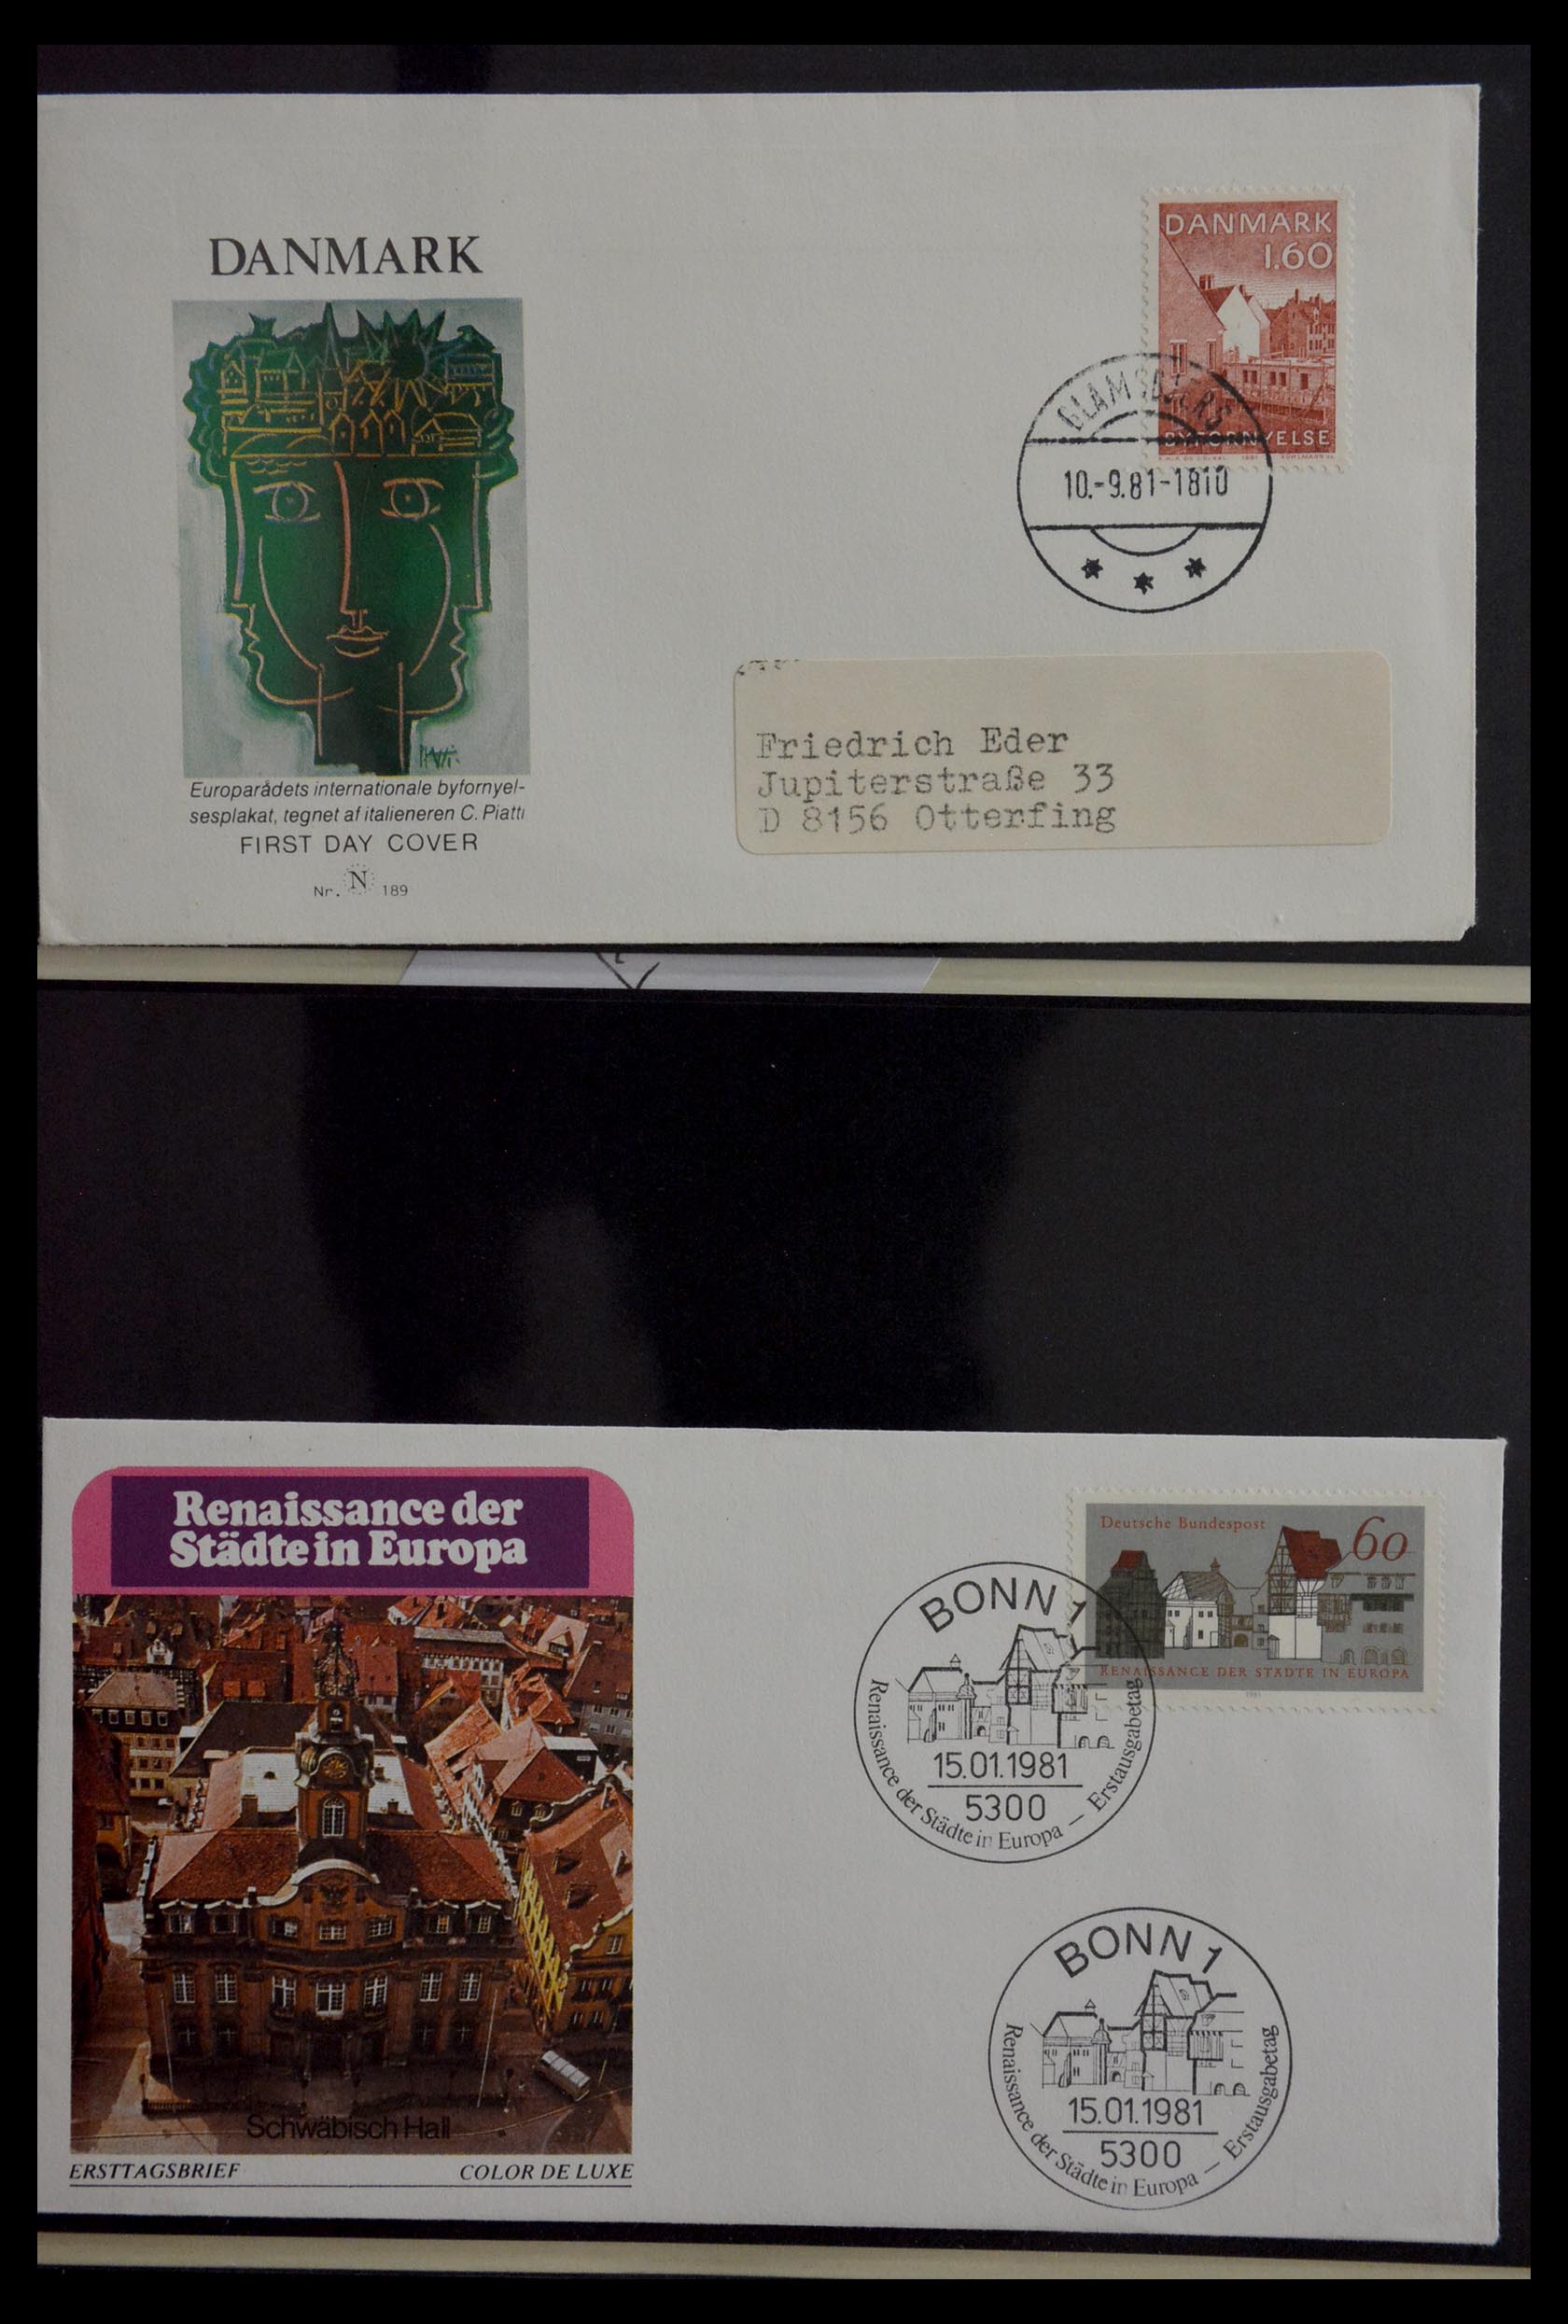 DANMARK
Europarådets internationale byfornyel-
sesplakat, tegnet af italieneren C. Piatti
FIRST DAY COVER
Nr. N 189
DANMARK
1.60
BYFORNYELSE
GLAMSBJERG
10.-9.81-1810
Friedrich Eder
Jupiterstraße 33
D 8156 Otterfing
Renaissance der
Städte in Europa
Schwäbisch Hall
ERSTTAGSBRIEF COLOR DE LUXE
Deutsche Bundespost 60
RENAISSANCE DER STÄDTE IN EUROPA
1981
BONN 1
15.01.1981
5300
Renaissance der Städte in Europa — Erstausgabetag
BONN 1
15.01.1981
5300
Renaissance der Städte in Europa — Erstausgabetag